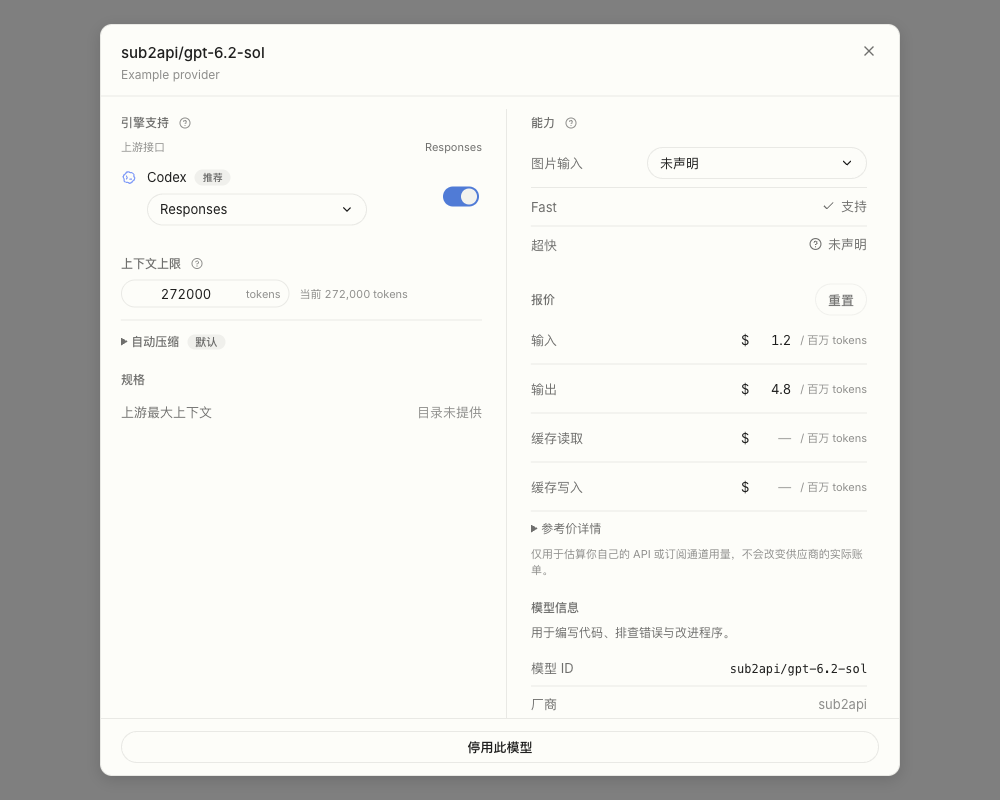 sub2api/gpt-6.2-sol
Example provider
引擎支持
上游接口 Responses
Codex 推荐
Responses
上下文上限
272000 tokens 当前 272,000 tokens
自动压缩 默认
规格
上游最大上下文 目录未提供
能力
图片输入 未声明
Fast 支持
超快 未声明
报价 重置
输入 $ 1.2 / 百万 tokens
输出 $ 4.8 / 百万 tokens
缓存读取 $ — / 百万 tokens
缓存写入 $ — / 百万 tokens
参考价详情
仅用于估算你自己的 API 或订阅通道用量，不会改变供应商的实际账
单。
模型信息
用于编写代码、排查错误与改进程序。
模型 ID sub2api/gpt-6.2-sol
厂商 sub2api
停用此模型